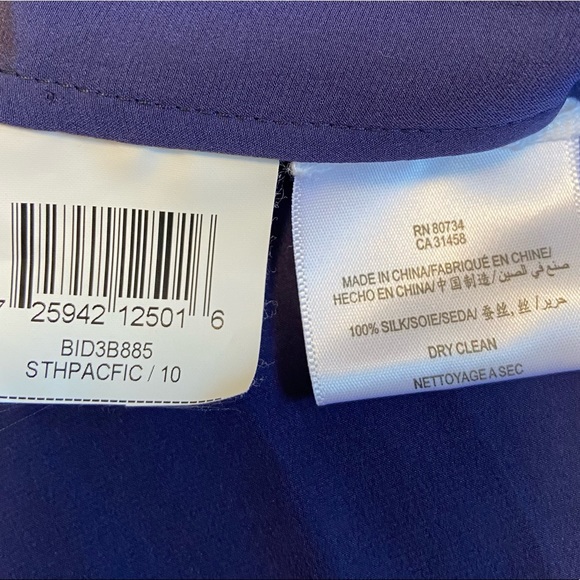 7 25942 12501 6
BID3B885
STHPACFIC / 10
RN 80734
CA 31458
MADE IN CHINA/FABRIQUÉ EN CHINE/
HECHO EN CHINA/中国制造/صنع في الصين/
100% SILK/SOIE/SEDA/蚕丝, 丝 / حرير/
DRY CLEAN
NETTOYAGE A SEC